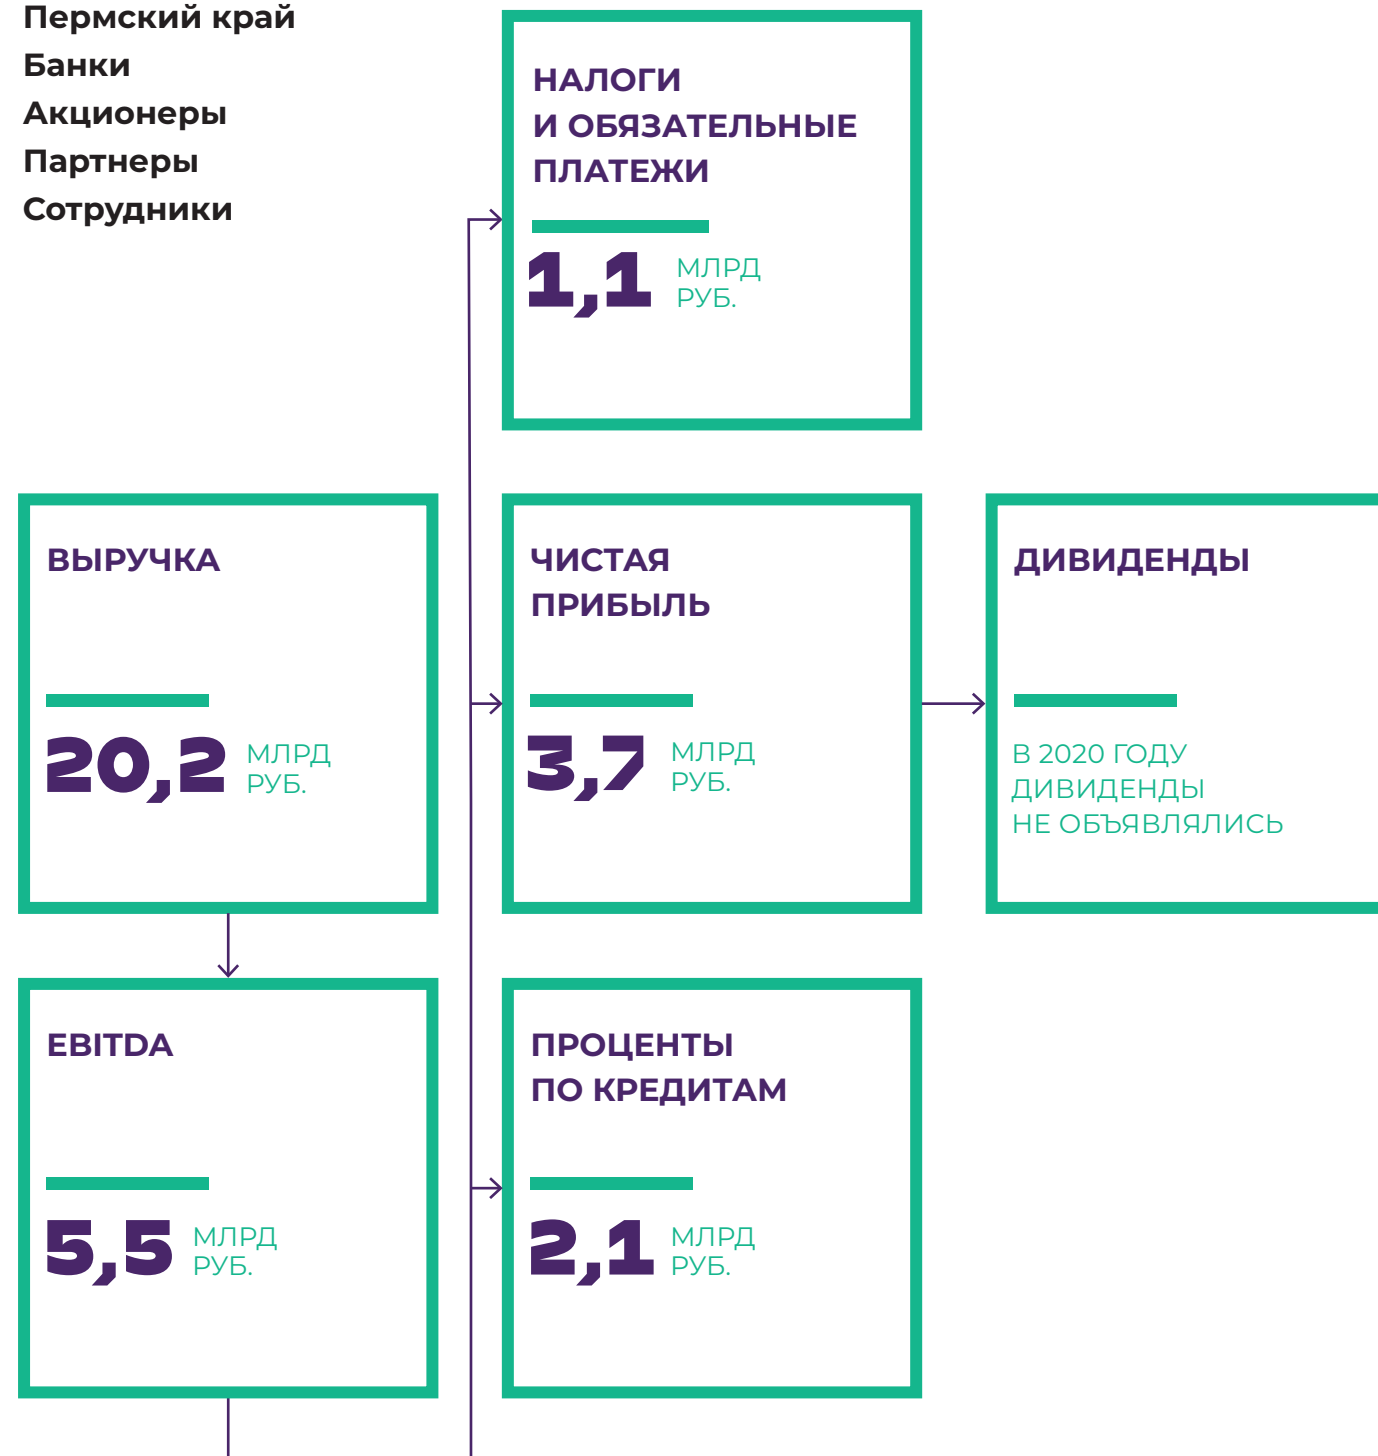 Пермский край
Банки
Акционеры
Партнеры
Сотрудники
НАЛОГИ
И ОБЯЗАТЕЛЬНЫЕ
ПЛАТЕЖИ
1,1 МЛРД
РУБ.
ВЫРУЧКА
20,2 МЛРД
РУБ.
ЧИСТАЯ
ПРИБЫЛЬ
3,7 МЛРД
РУБ.
ДИВИДЕНДЫ
В 2020 ГОДУ
ДИВИДЕНДЫ
НЕ ОБЪЯВЛЯЛИСЬ
EBITDA
5,5 МЛРД
РУБ.
ПРОЦЕНТЫ
ПО КРЕДИТАМ
2,1 МЛРД
РУБ.